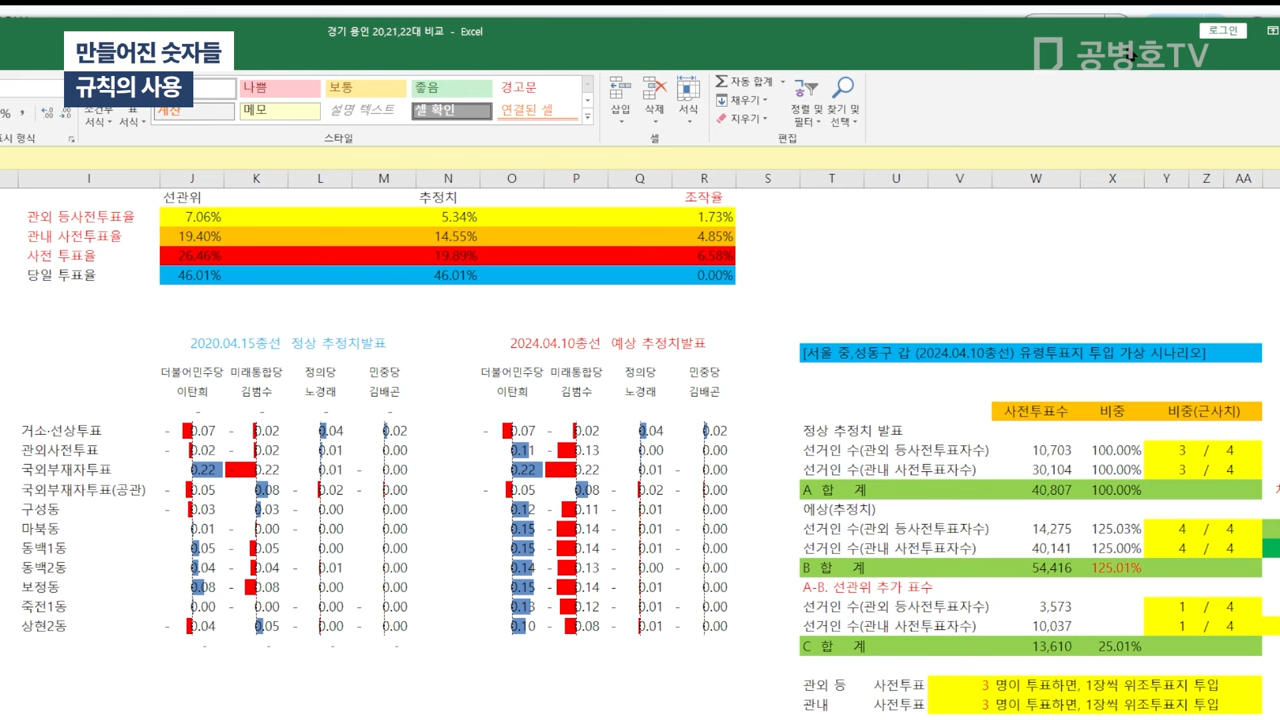 경기 용인 20,21,22대 비교 - Excel
로그인
만들어진 숫자들
규칙의 사용
공병호TV
나쁨 보통 좋음 경고문
계산 메모 설명 텍스트 셀 확인 연결된 셀
% , 조건부 서식 표 서식
삽입 삭제 서식
자동 합계
채우기
지우기
정렬 및 필터 찾기 및 선택
표시 형식 스타일 셀 편집
I J K L M N O P Q R S T U V W X Y Z AA
선관위 추정치 조작율
관외 등사전투표율 7.06% 5.34% 1.73%
관내 사전투표율 19.40% 14.55% 4.85%
사전 투표율 26.46% 19.89% 6.58%
당일 투표율 46.01% 46.01% 0.00%
2020.04.15총선 정상 추정치발표
더불어민주당 미래통합당 정의당 민중당
이탄희 김범수 노경래 김배곤
2024.04.10총선 예상 추정치발표
더불어민주당 미래통합당 정의당 민중당
이탄희 김범수 노경래 김배곤
거소·선상투표 - 0.07 - 0.02 0.04 0.02 - 0.07 - 0.02 0.04 0.02
관외사전투표 - 0.02 - 0.02 0.01 - 0.00 0.11 - 0.13 0.00 0.00
국외부재자투표 0.22 - 0.22 0.01 - 0.00 0.22 - 0.22 0.01 - 0.00
국외부재자투표(공관) - 0.05 0.08 - 0.02 - 0.00 - 0.05 0.08 - 0.02 - 0.00
구성동 - 0.03 0.03 - 0.00 0.00 0.12 - 0.11 - 0.01 - 0.00
마북동 0.01 - 0.00 - 0.00 - 0.00 0.15 - 0.14 - 0.01 - 0.00
동백1동 0.05 - 0.05 0.00 - 0.00 0.15 - 0.14 - 0.01 - 0.00
동백2동 0.04 - 0.04 0.01 - 0.00 0.14 - 0.13 - 0.00 - 0.00
보정동 0.08 - 0.08 0.00 - 0.00 0.15 - 0.14 - 0.01 - 0.00
죽전1동 - 0.00 0.00 - 0.00 - 0.00 0.13 - 0.12 - 0.01 - 0.00
상현2동 - 0.04 0.05 - 0.00 - 0.00 0.10 - 0.08 - 0.01 - 0.00
[서울 중,성동구 갑 (2024.04.10총선) 유령투표지 투입 가상 시나리오]
사전투표수 비중 비중(근사치)
정상 추정치 발표
선거인 수(관외 등사전투표자수) 10,703 100.00% 3 / 4
선거인 수(관내 사전투표자수) 30,104 100.00% 3 / 4
A 합 계 40,807 100.00%
에상(추정치)
선거인 수(관외 등사전투표자수) 14,275 125.03% 4 / 4
선거인 수(관내 사전투표자수) 40,141 125.00% 4 / 4
B 합 계 54,416 125.01%
A-B. 선관위 추가 표수
선거인 수(관외 등사전투표자수) 3,573 1 / 4
선거인 수(관내 사전투표자수) 10,037 1 / 4
C 합 계 13,610 25.01%
관외 등 사전투표 3 명이 투표하면, 1장씩 위조투표지 투입
관내 사전투표 3 명이 투표하면, 1장씩 위조투표지 투입